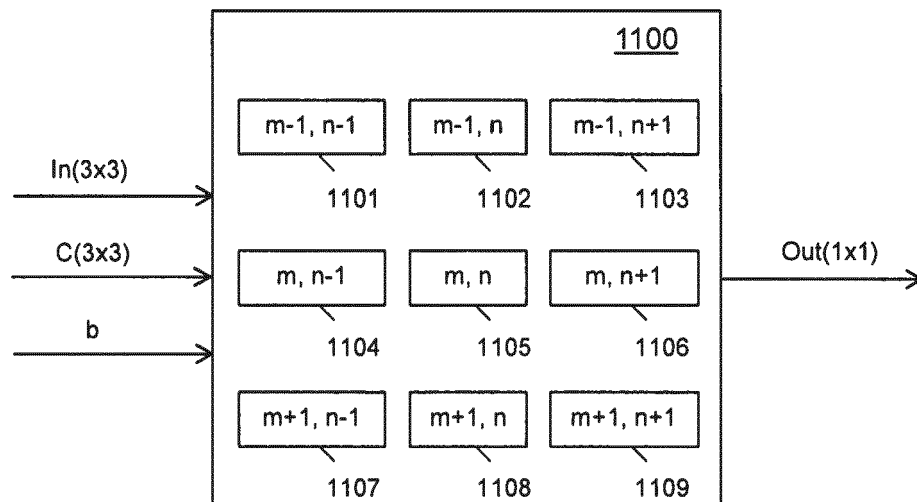 1100
m-1, n-1 m-1, n m-1, n+1
In(3x3)
1101 1102 1103
C(3x3)
m, n-1 m, n m, n+1
Out(1x1)
b
1104 1105 1106
m+1, n-1 m+1, n m+1, n+1
1107 1108 1109